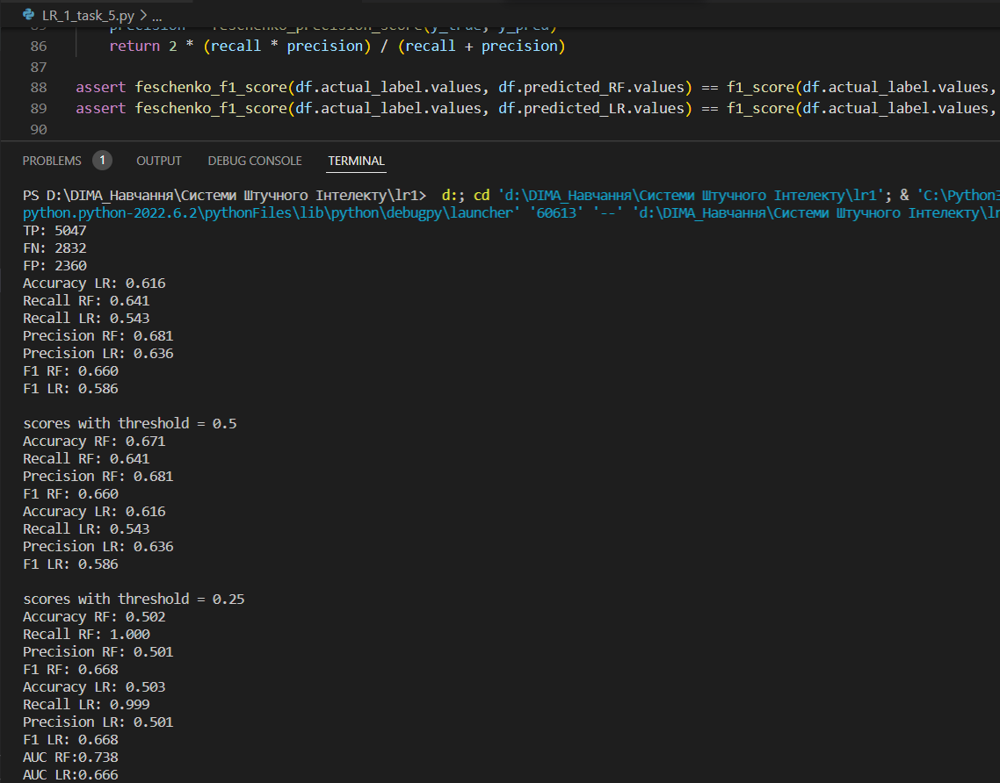 LR_1_task_5.py > ...
85 precision = feschenko_precision_score(y_true, y_pred)
86 return 2 * (recall * precision) / (recall + precision)
87
88 assert feschenko_f1_score(df.actual_label.values, df.predicted_RF.values) == f1_score(df.actual_label.values,
89 assert feschenko_f1_score(df.actual_label.values, df.predicted_LR.values) == f1_score(df.actual_label.values,
90
PROBLEMS 1 OUTPUT DEBUG CONSOLE TERMINAL
PS D:\DIMA_Навчання\Системи Штучного Інтелекту\lr1> d:; cd 'd:\DIMA_Навчання\Системи Штучного Інтелекту\lr1'; & 'C:\Python3
python.python-2022.6.2\pythonFiles\lib\python\debugpy\launcher' '60613' '--' 'd:\DIMA_Навчання\Системи Штучного Інтелекту\lr
TP: 5047
FN: 2832
FP: 2360
Accuracy LR: 0.616
Recall RF: 0.641
Recall LR: 0.543
Precision RF: 0.681
Precision LR: 0.636
F1 RF: 0.660
F1 LR: 0.586
scores with threshold = 0.5
Accuracy RF: 0.671
Recall RF: 0.641
Precision RF: 0.681
F1 RF: 0.660
Accuracy LR: 0.616
Recall LR: 0.543
Precision LR: 0.636
F1 LR: 0.586
scores with threshold = 0.25
Accuracy RF: 0.502
Recall RF: 1.000
Precision RF: 0.501
F1 RF: 0.668
Accuracy LR: 0.503
Recall LR: 0.999
Precision LR: 0.501
F1 LR: 0.668
AUC RF:0.738
AUC LR:0.666